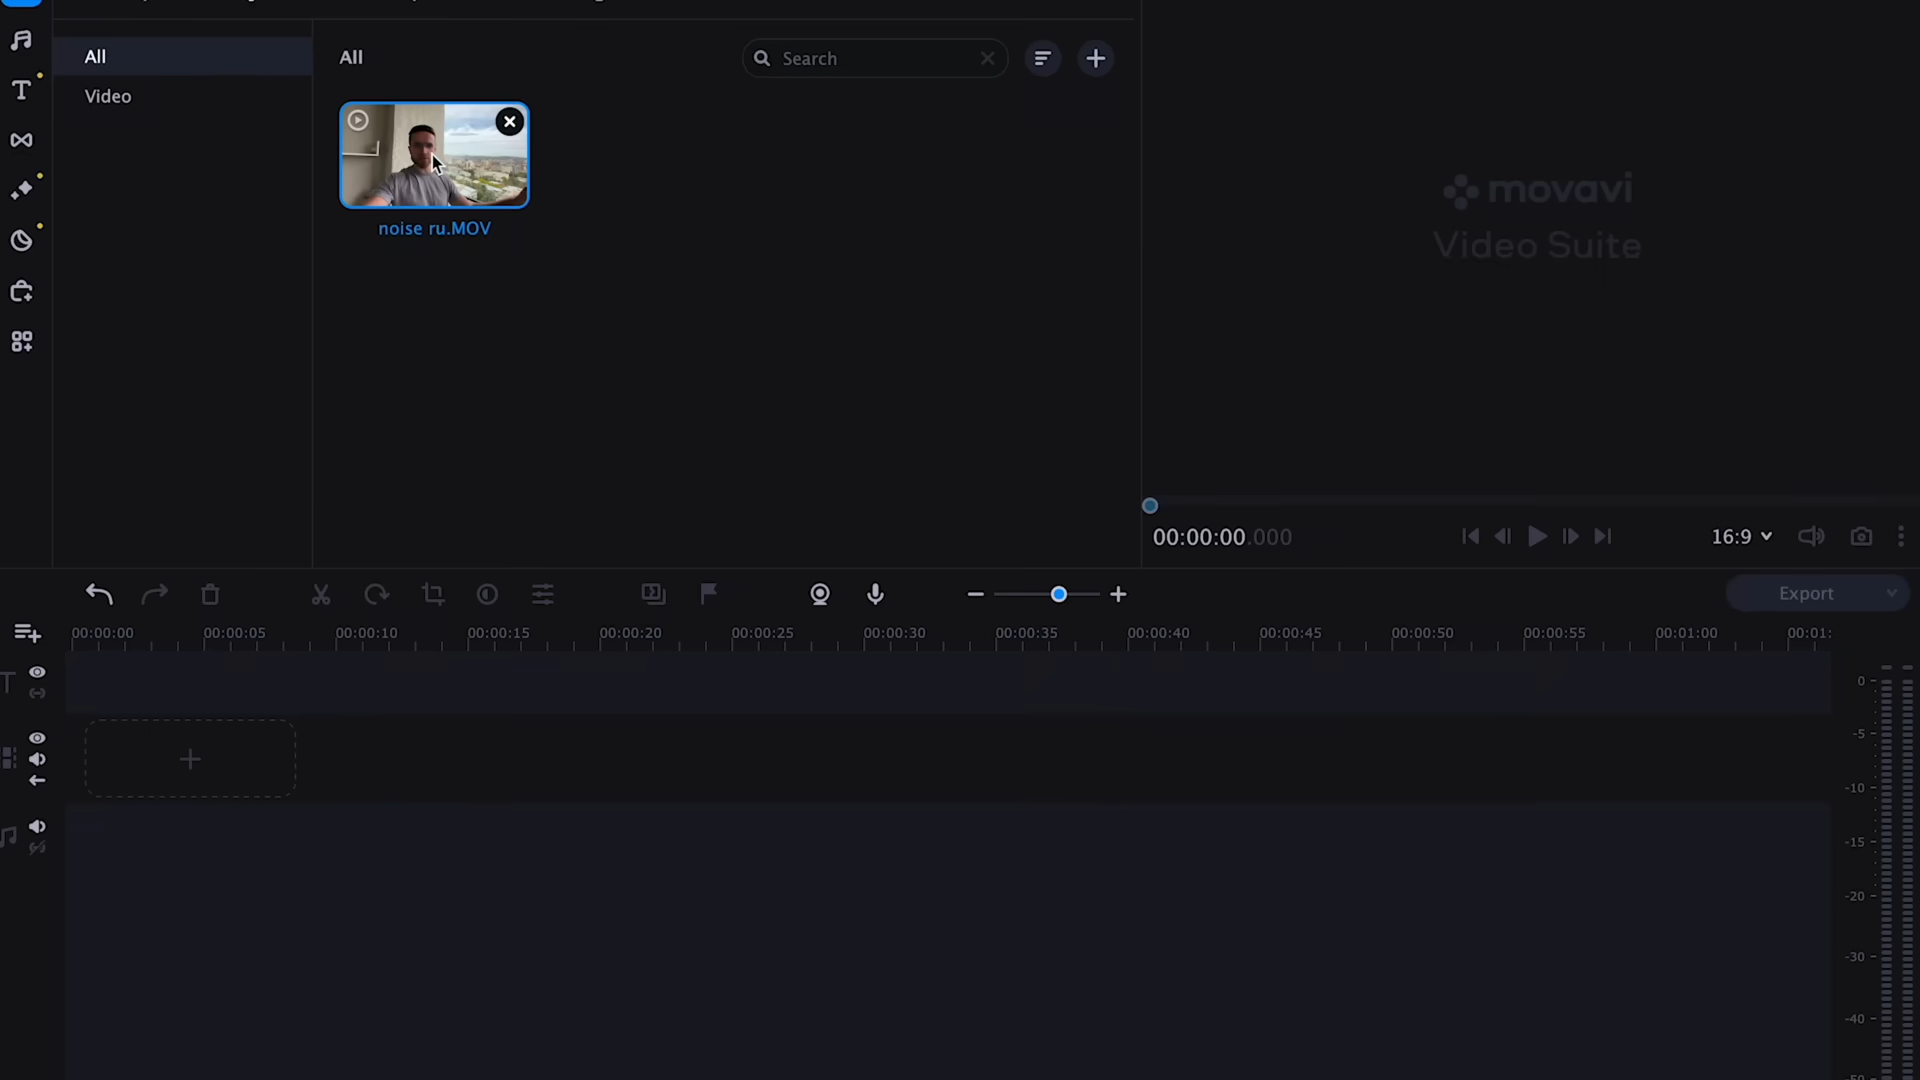 All
Video
All
Search
noise ru.MOV
movavi
Video Suite
00:00:00.000
16:9
Export
00:00:00 00:00:05 00:00:10 00:00:15 00:00:20 00:00:25 00:00:30 00:00:35 00:00:40 00:00:45 00:00:50 00:00:55 00:01:00 00:01:
0
-5
-10
-15
-20
-30
-40